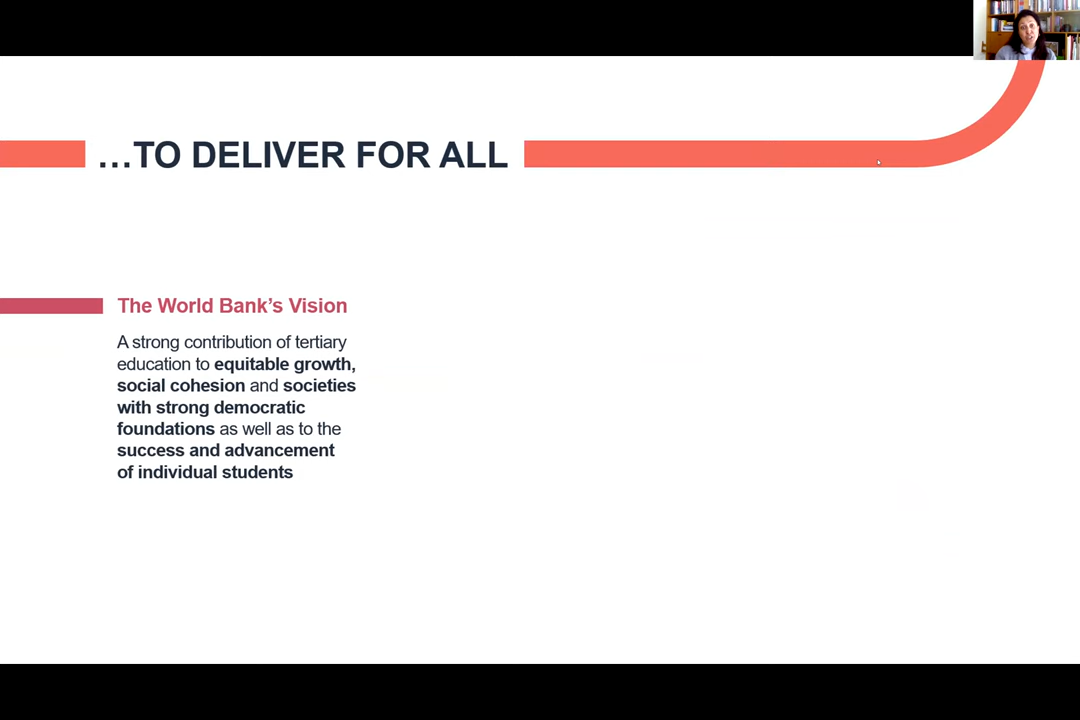 …TO DELIVER FOR ALL
The World Bank’s Vision
A strong contribution of tertiary
education to equitable growth,
social cohesion and societies
with strong democratic
foundations as well as to the
success and advancement
of individual students